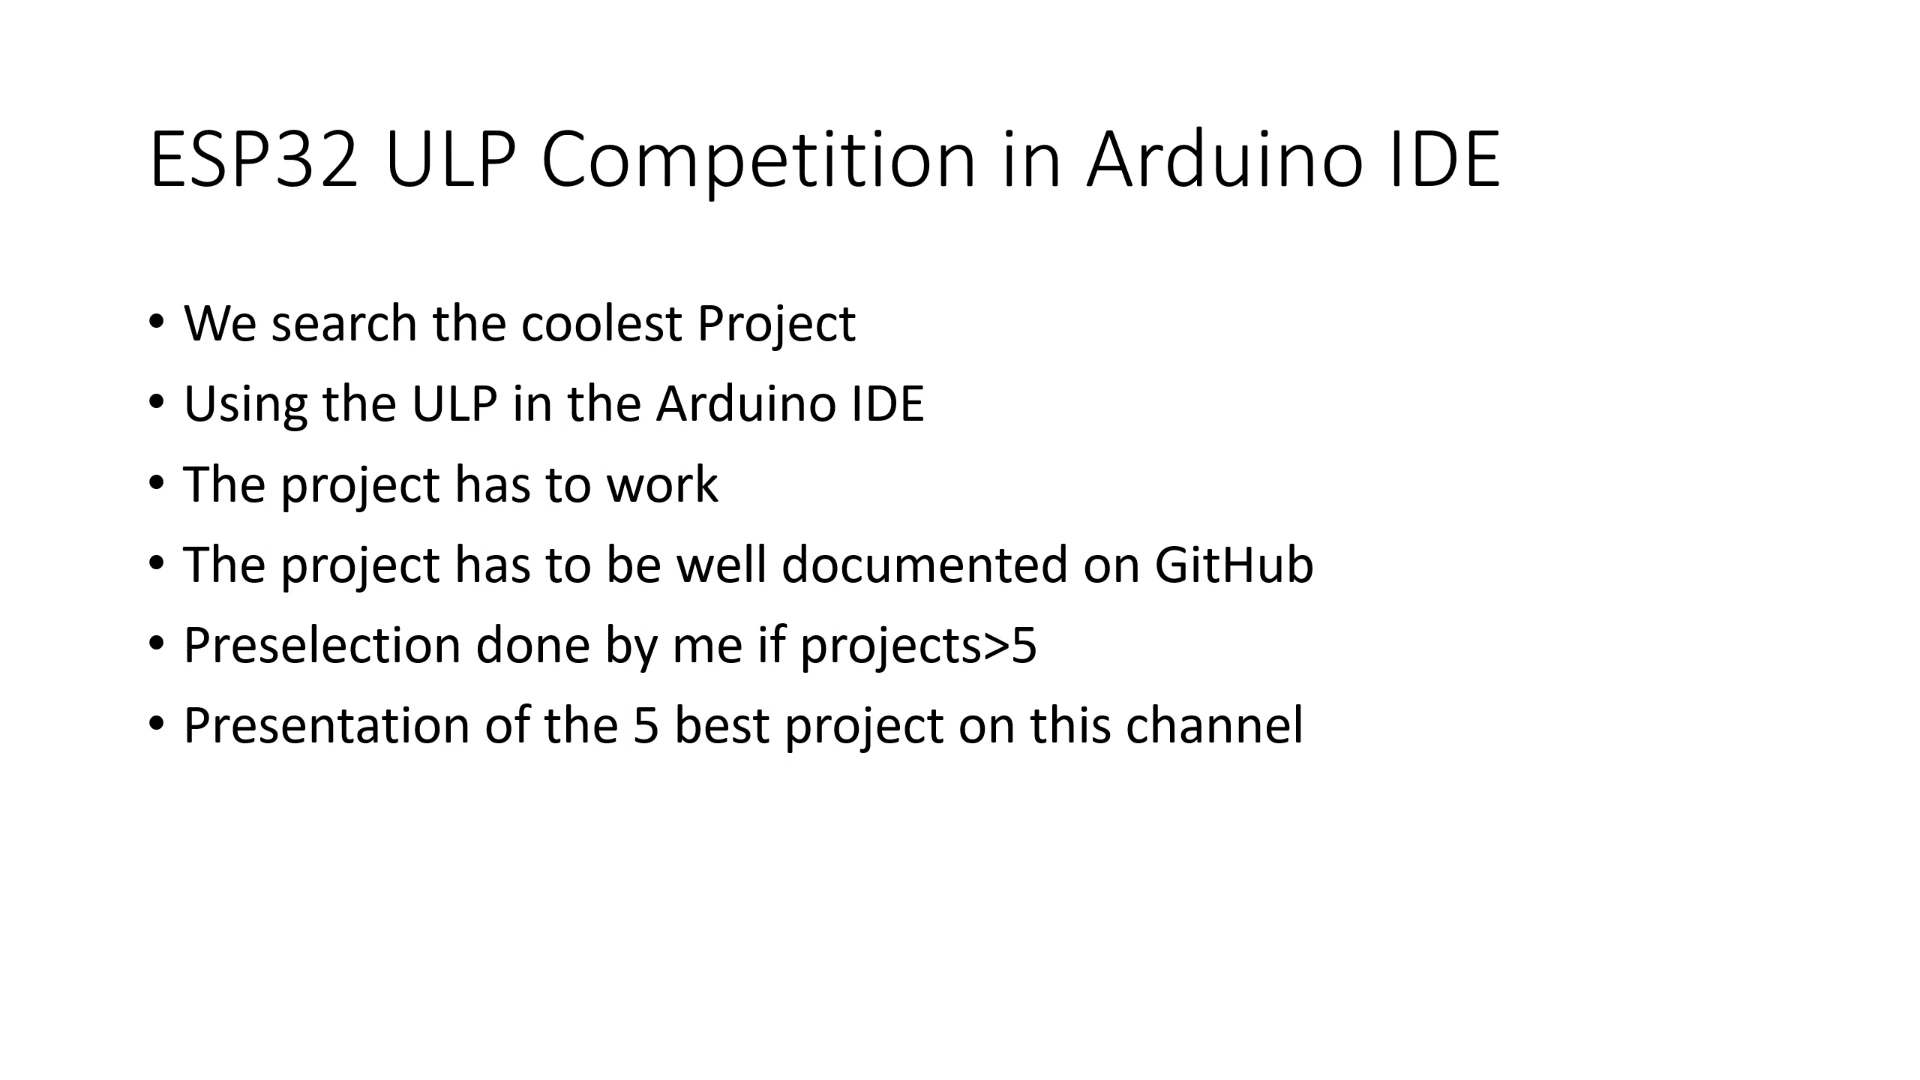 ESP32 ULP Competition in Arduino IDE
• We search the coolest Project
• Using the ULP in the Arduino IDE
• The project has to work
• The project has to be well documented on GitHub
• Preselection done by me if projects>5
• Presentation of the 5 best project on this channel